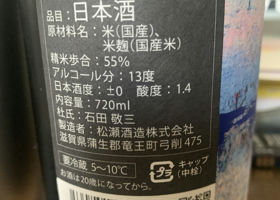 品目：日本酒
原材料名：米（国産）、
米麹（国産米）
精米歩合：55％
アルコール分：13度
日本酒度：±0　酸度：1.4
内容量：720ml
杜氏：石田 敬三
製造者：松瀬酒造株式会社
滋賀県蒲生郡竜王町弓削 475
要冷蔵 5～10℃
お酒は20歳になってから。
プラ
キャップ
（中栓）